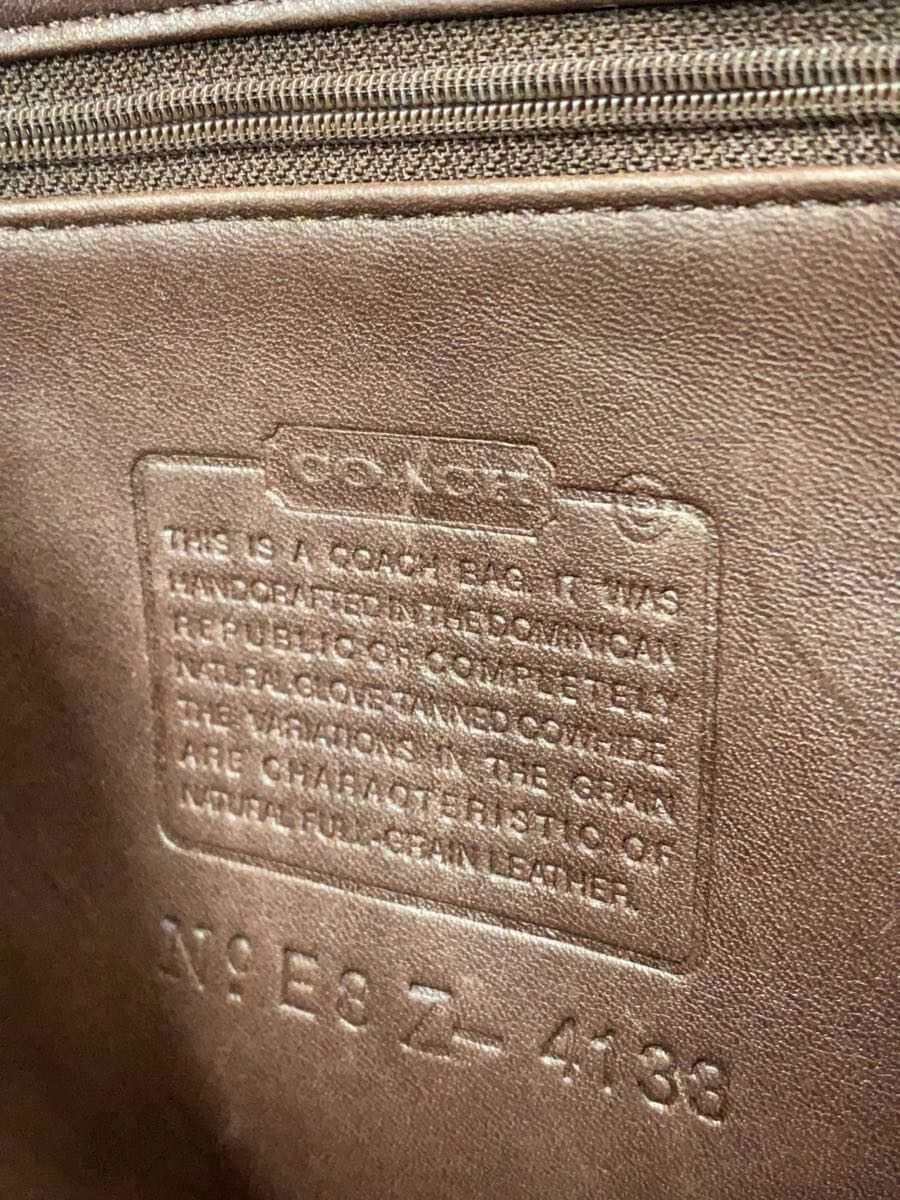 COACH ®
THIS IS A COACH BAG. IT WAS
HANDCRAFTED IN THE DOMINICAN
REPUBLIC OF COMPLETELY
NATURAL GLOVE-TANNED COWHIDE.
THE VARIATIONS IN THE GRAIN
ARE CHARACTERISTIC OF
NATURAL FULL-GRAIN LEATHER.
Nº E8Z-4133